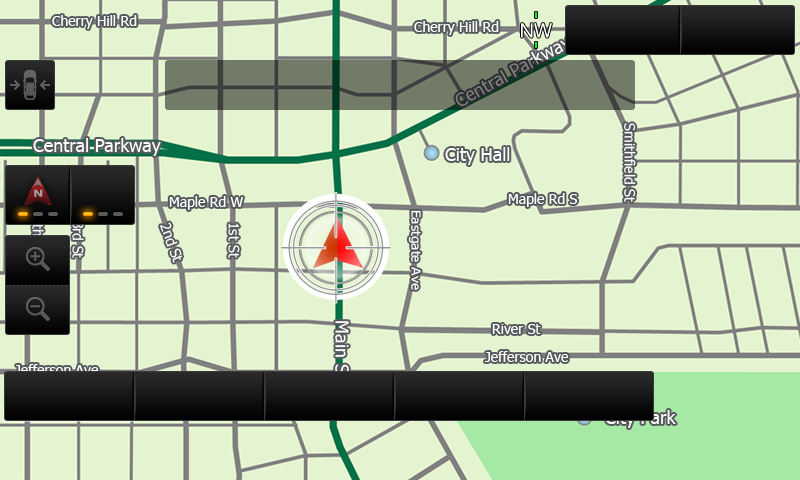 Cherry Hill Rd
Cherry Hill Rd
NW
Central Parkway
Central Parkway
City Hall
Smithfield St
N
Maple Rd W
Maple Rd S
2nd St
1st St
Eastgate Ave
Main S
River St
Jefferson Ave
Jefferson Ave
City Park